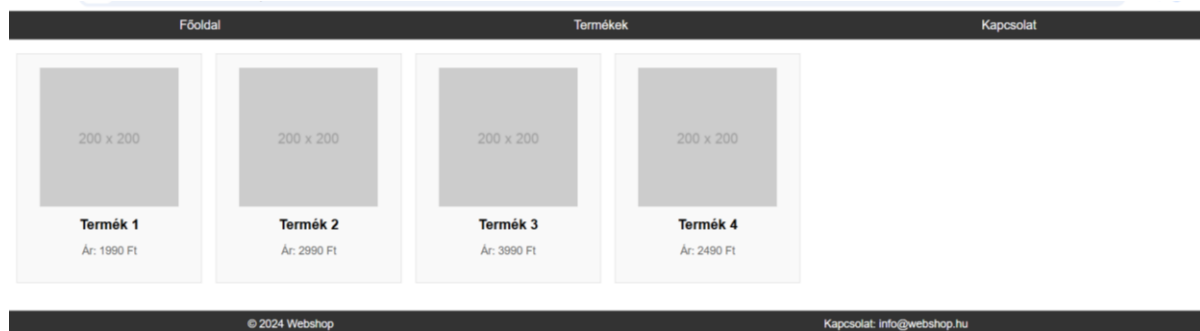 Főoldal Termékek Kapcsolat
200 x 200 200 x 200 200 x 200 200 x 200
Termék 1 Termék 2 Termék 3 Termék 4
Ár: 1990 Ft Ár: 2990 Ft Ár: 3990 Ft Ár: 2490 Ft
© 2024 Webshop Kapcsolat: info@webshop.hu